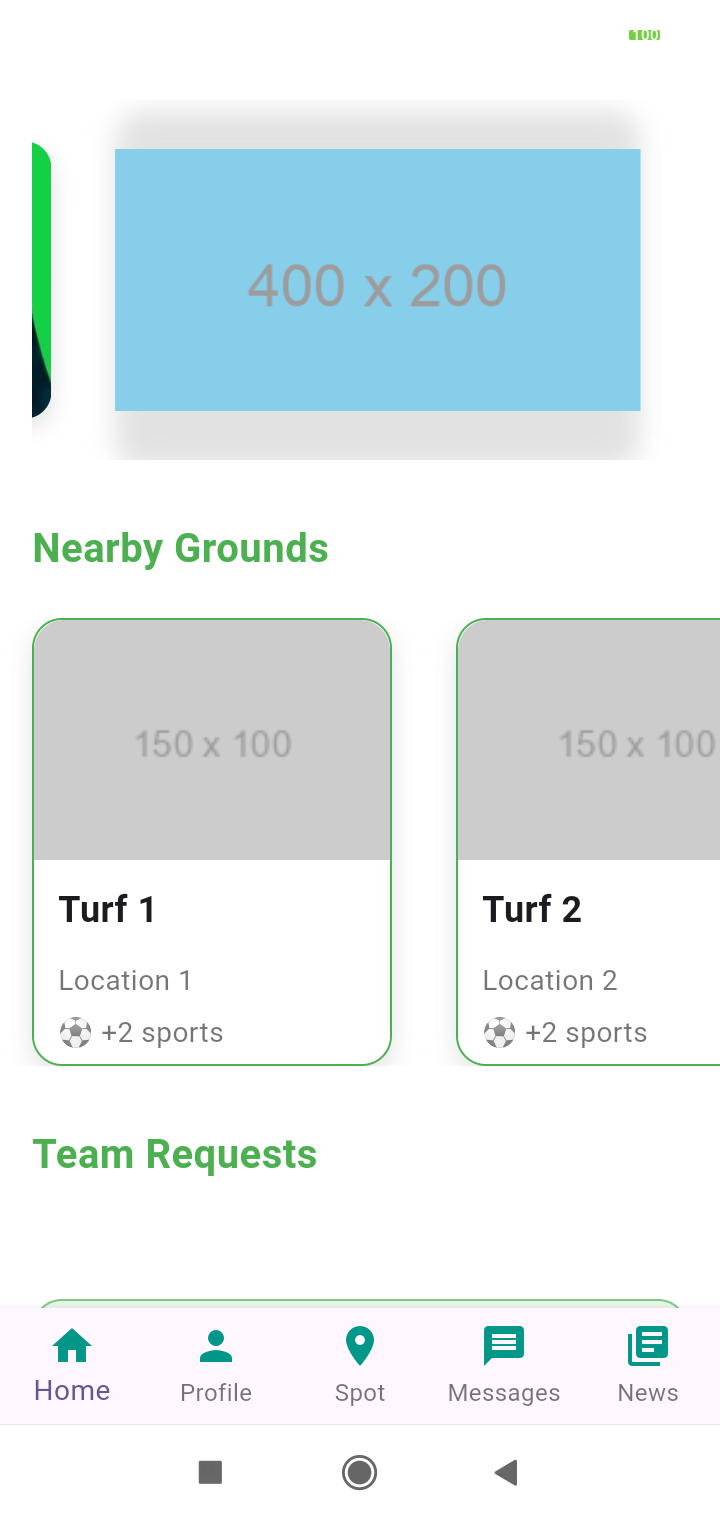 100
400 x 200
Nearby Grounds
150 x 100
150 x 100
Turf 1
Turf 2
Location 1
Location 2
+2 sports
+2 sports
Team Requests
Home
Profile
Spot
Messages
News